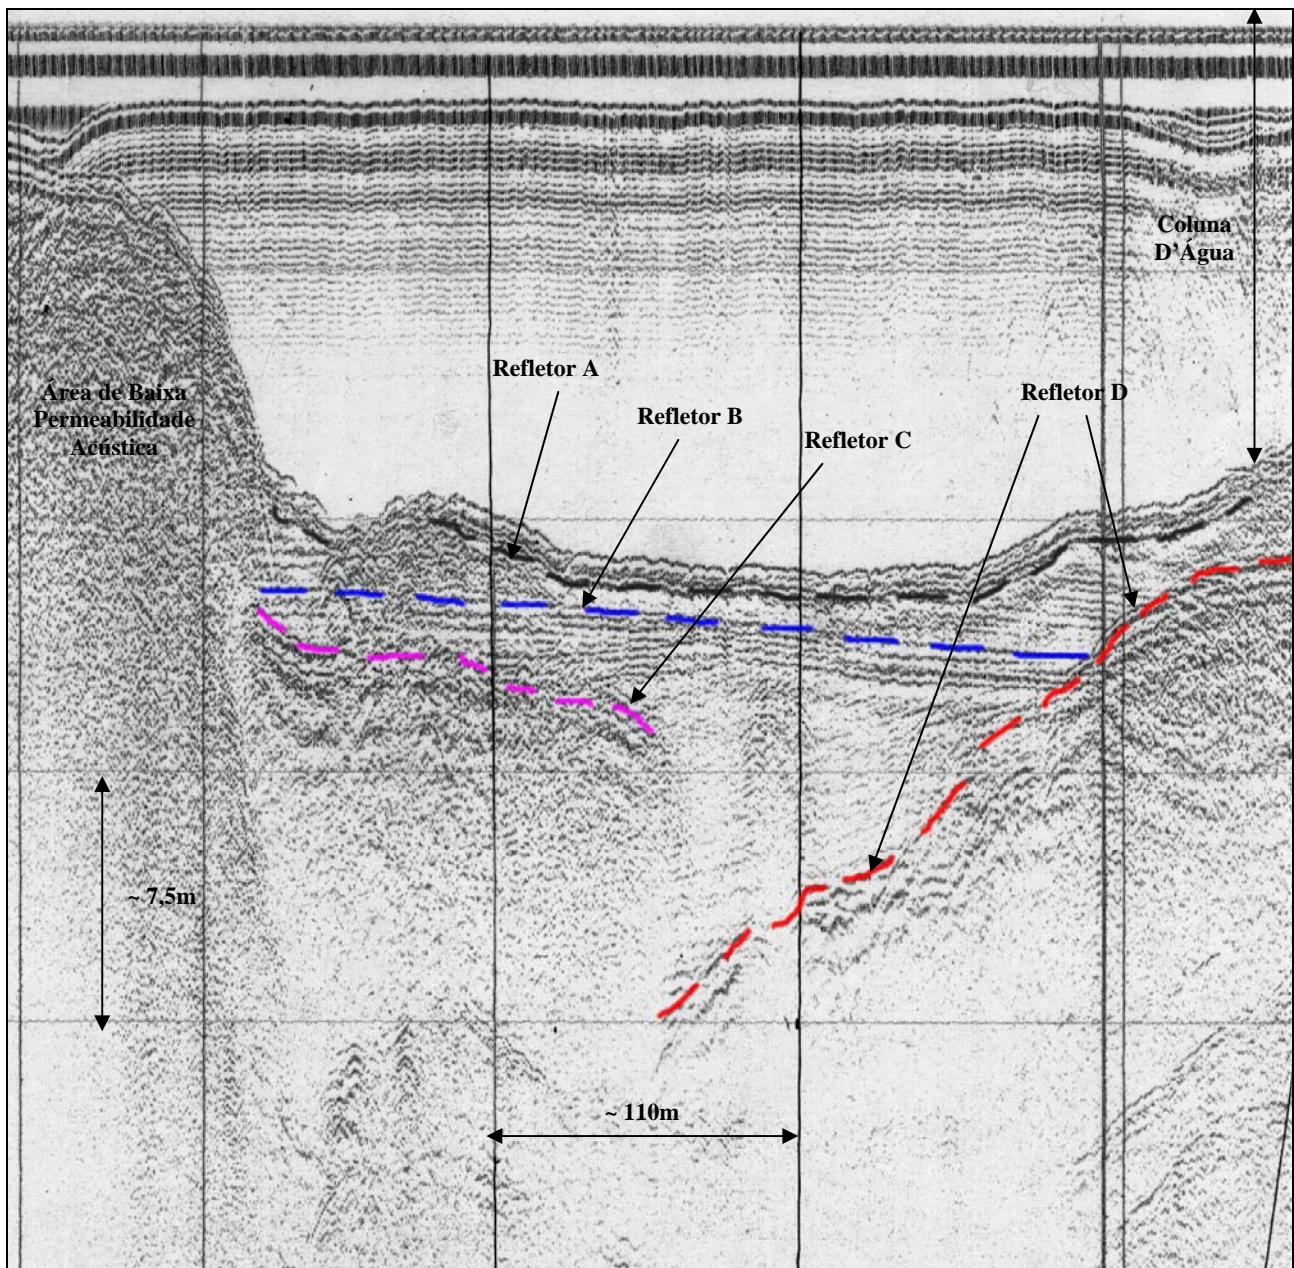 Coluna
D'Água
Refletor A
Refletor B
Refletor C
Refletor D
Área de Baixa
Permeabilidade
Acústica
~ 7,5m
~ 110m